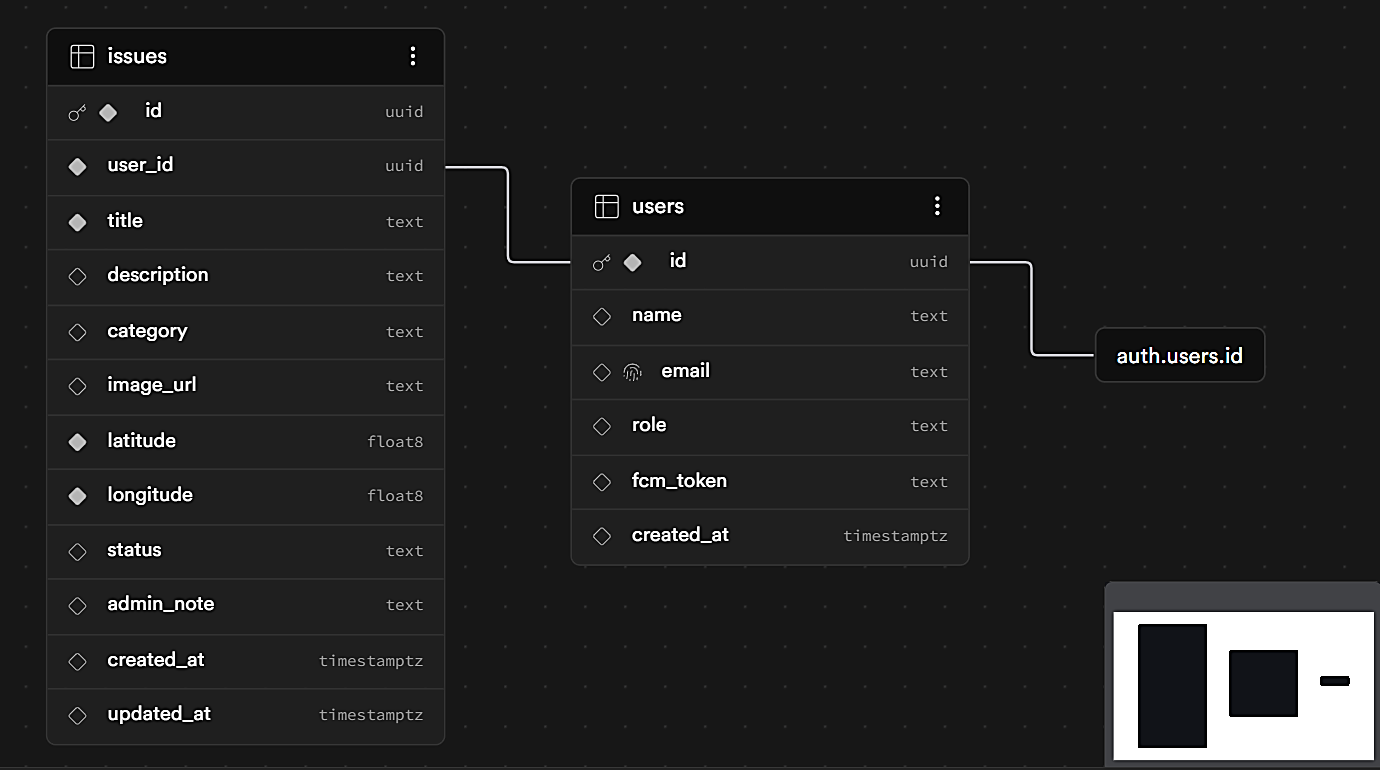 issues
id uuid
user_id uuid
title text
description text
category text
image_url text
latitude float8
longitude float8
status text
admin_note text
created_at timestamptz
updated_at timestamptz
users
id uuid
name text
email text
role text
fcm_token text
created_at timestamptz
auth.users.id